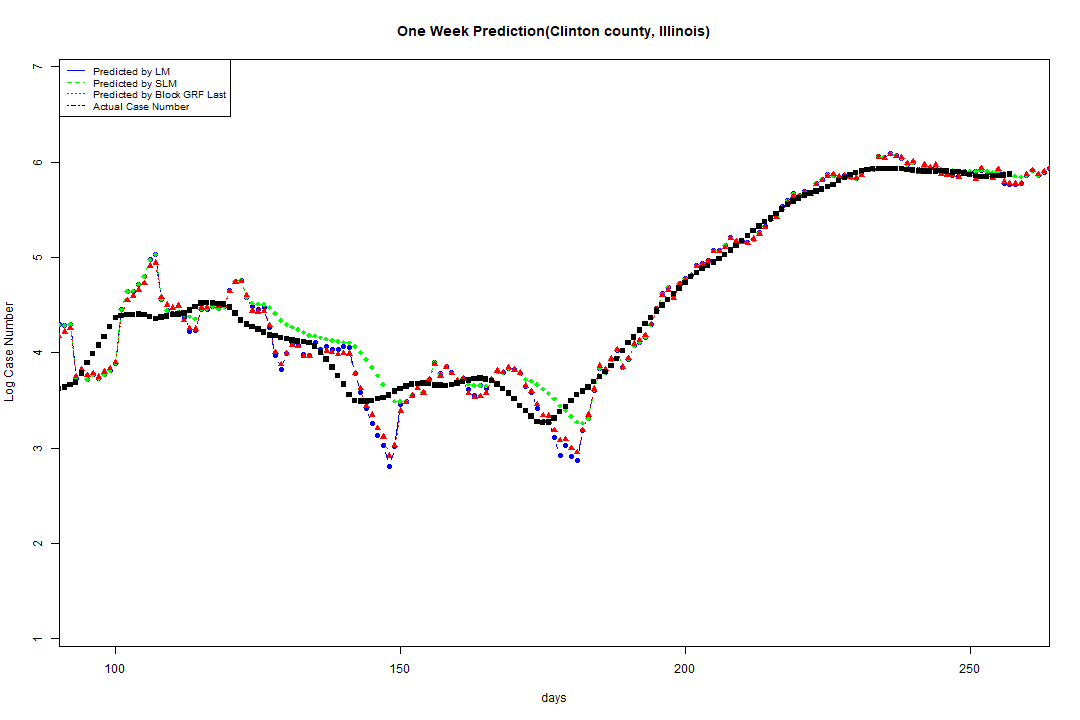 One Week Prediction(Clinton county, Illinois)
Predicted by LM
Predicted by SLM
Predicted by Block GRF Last
Actual Case Number
7
6
5
4
3
2
1
Log Case Number
100 150 200 250
days